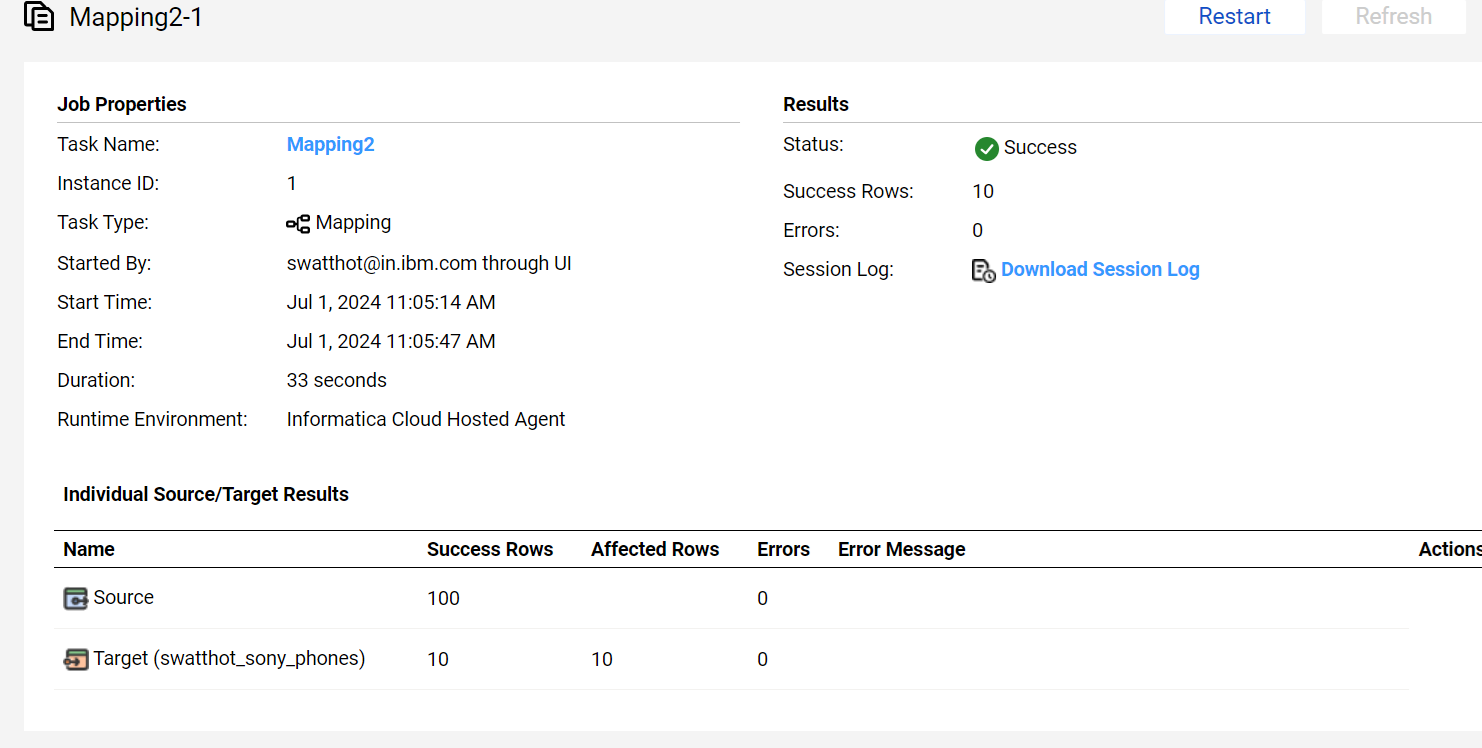 Mapping2-1
Restart
Refresh
Job Properties
Task Name: Mapping2
Instance ID: 1
Task Type: Mapping
Started By: swatthot@in.ibm.com through UI
Start Time: Jul 1, 2024 11:05:14 AM
End Time: Jul 1, 2024 11:05:47 AM
Duration: 33 seconds
Runtime Environment: Informatica Cloud Hosted Agent
Results
Status: Success
Success Rows: 10
Errors: 0
Session Log: Download Session Log
Individual Source/Target Results
Name Success Rows Affected Rows Errors Error Message Actions
Source 100 0
Target (swatthot_sony_phones) 10 10 0